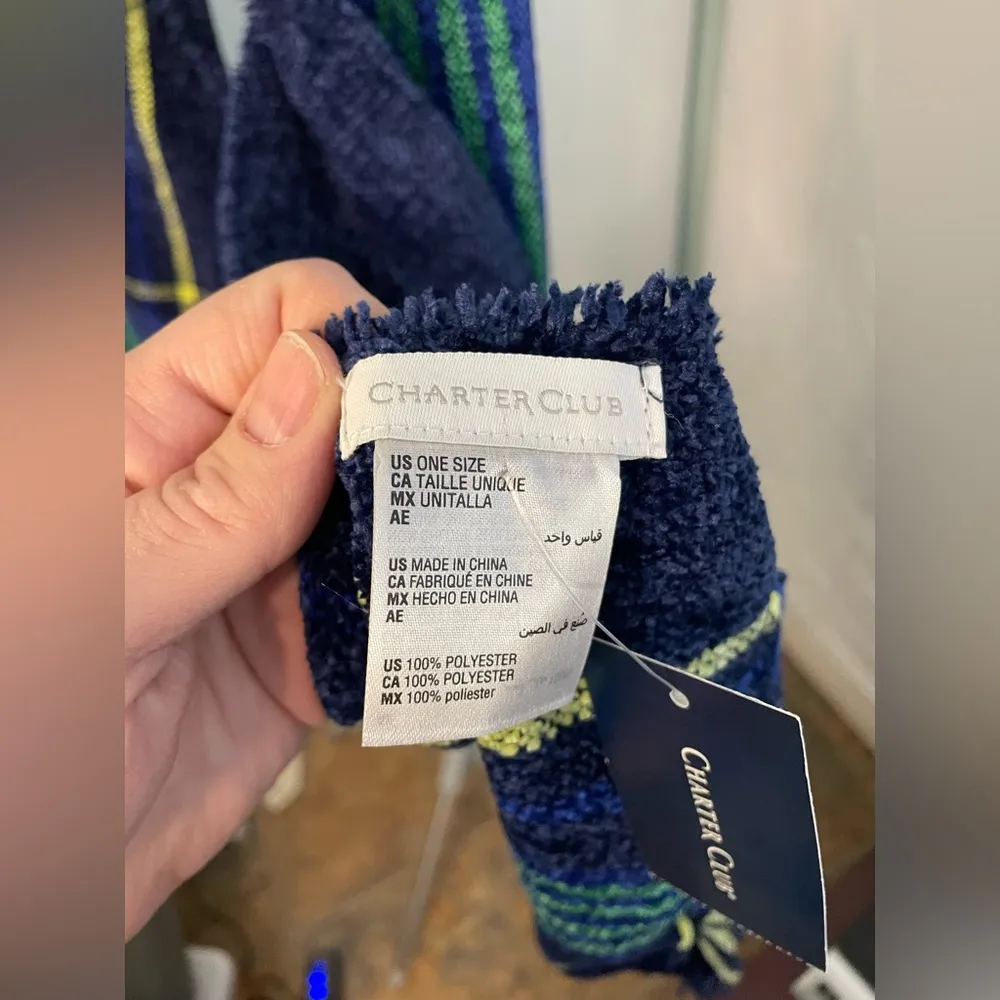 CHARTER CLUB
US ONE SIZE
CA TAILLE UNIQUE
MX UNITALLA
AE
قياس واحد
US MADE IN CHINA
CA FABRIQUÉ EN CHINE
MX HECHO EN CHINA
AE
صُنع في الصين
US 100% POLYESTER
CA 100% POLYESTER
MX 100% poliester
CHARTER CLUB